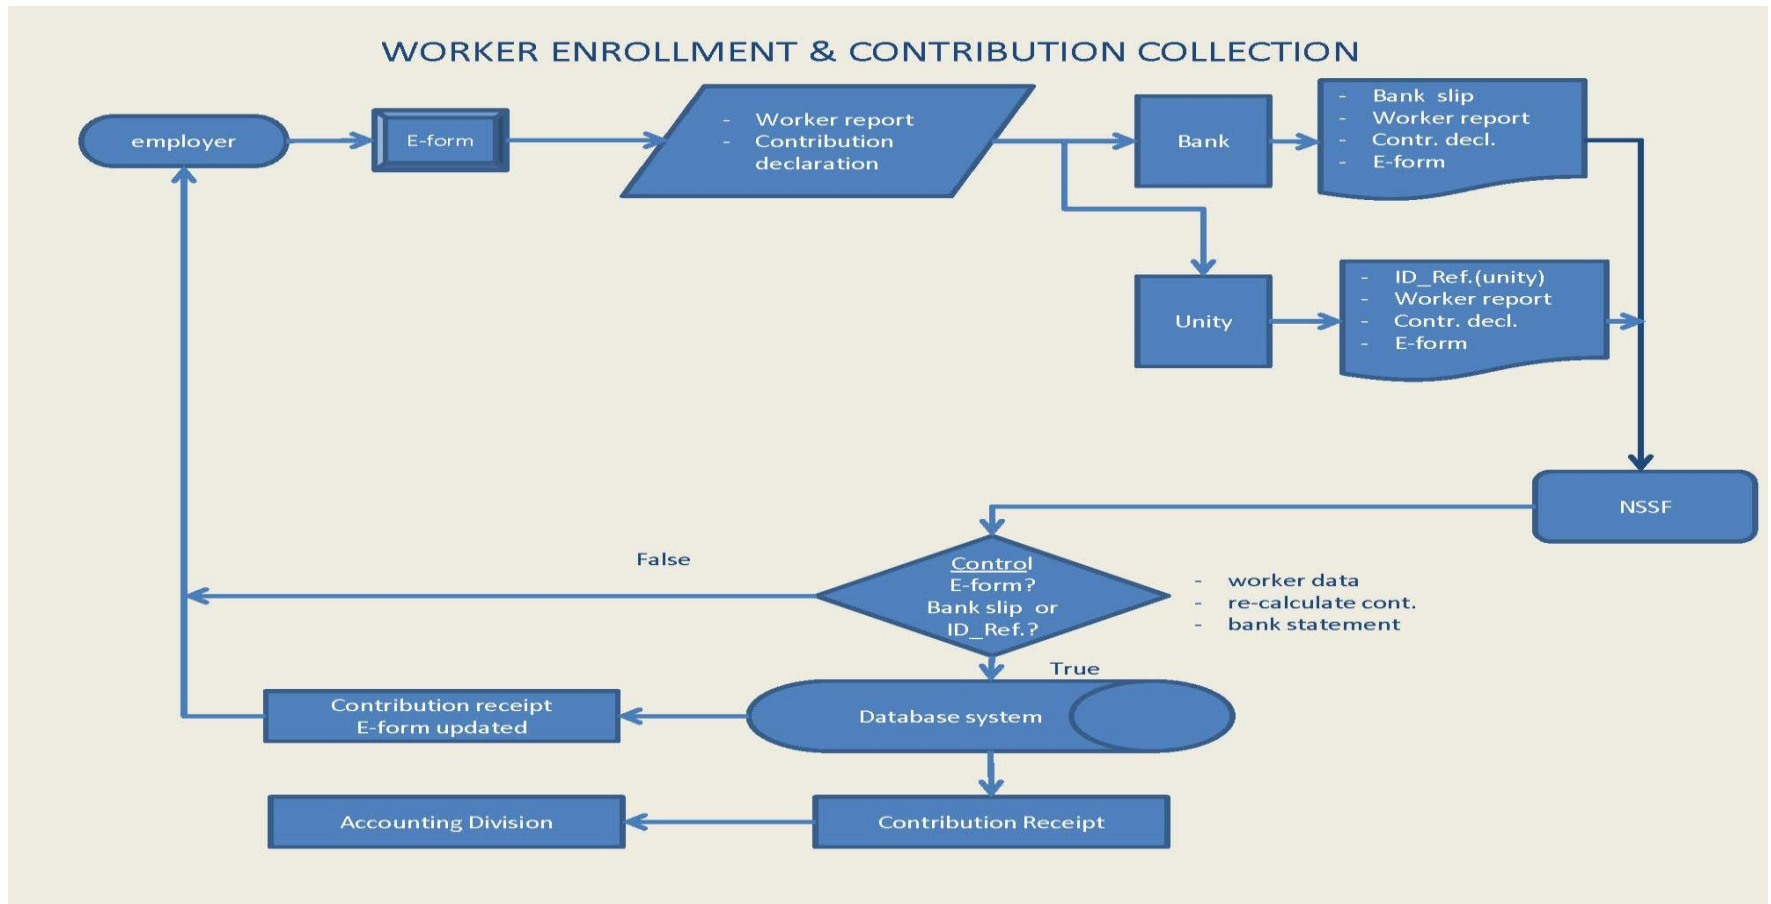 WORKER ENROLLMENT & CONTRIBUTION COLLECTION
employer
E-form
- Worker report
- Contribution
declaration
Bank
- Bank slip
- Worker report
- Contr. decl.
- E-form
Unity
- ID_Ref.(unity)
- Worker report
- Contr. decl.
- E-form
NSSF
False
Control
E-form?
Bank slip or
ID_Ref.?
- worker data
- re-calculate cont.
- bank statement
True
Contribution receipt
E-form updated
Database system
Accounting Division
Contribution Receipt